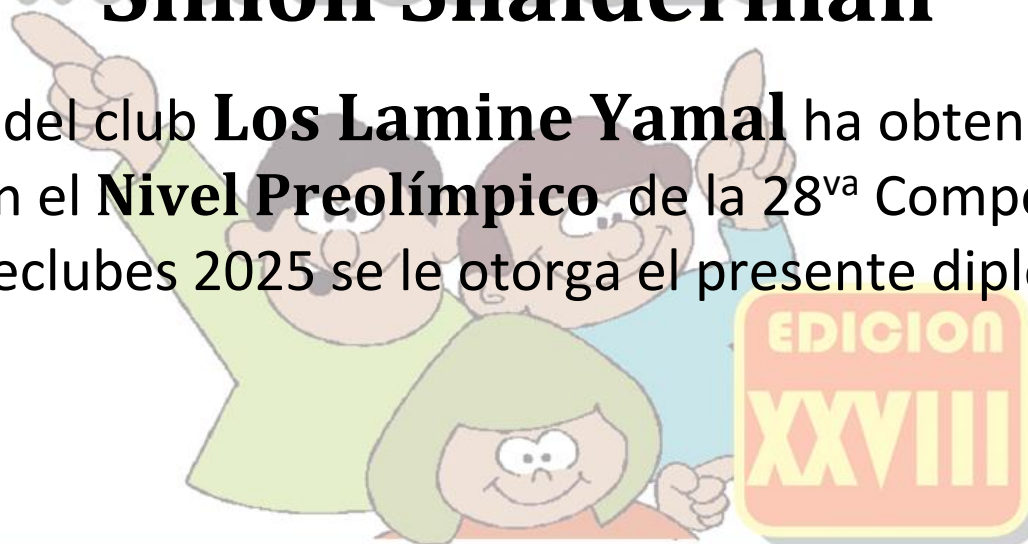 del club Los Lamine Yamal ha obten
n el Nivel Preolímpico de la 28va Compe
eclubes 2025 se le otorga el presente diplo
EDICION
XXVIII